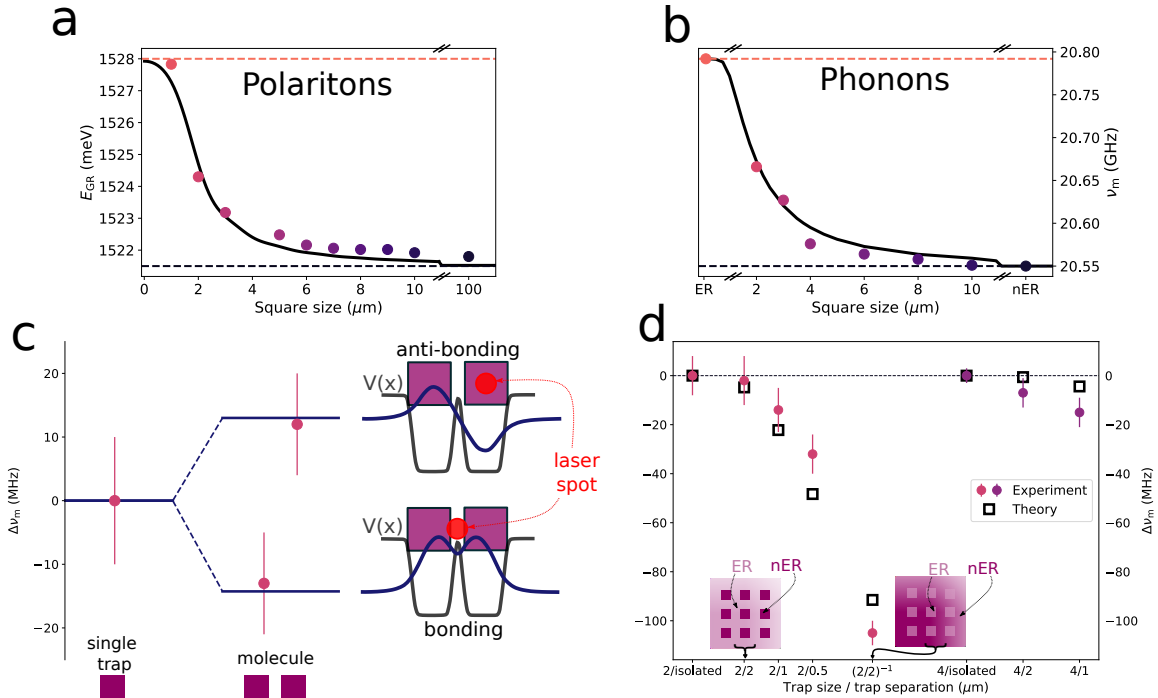 a
Polaritons
1528
1527
1526
1525
1524
1523
1522
E_GR (meV)
0 2 4 6 8 10 100
Square size (μm)
b
Phonons
20.80
20.75
20.70
20.65
20.60
20.55
ν_m (GHz)
ER 2 4 6 8 10 nER
Square size (μm)
c
20
10
0
−10
−20
Δν_m (MHz)
single
trap
molecule
anti-bonding
V(x)
laser
spot
V(x)
bonding
d
0
−20
−40
−60
−80
−100
Experiment
Theory
ER nER
ER nER
0
−20
−40
−60
−80
−100
Δν_m (MHz)
2/isolated 2/2 2/1 2/0.5 (2/2)⁻¹ 4/isolated 4/2 4/1
Trap size / trap separation (μm)